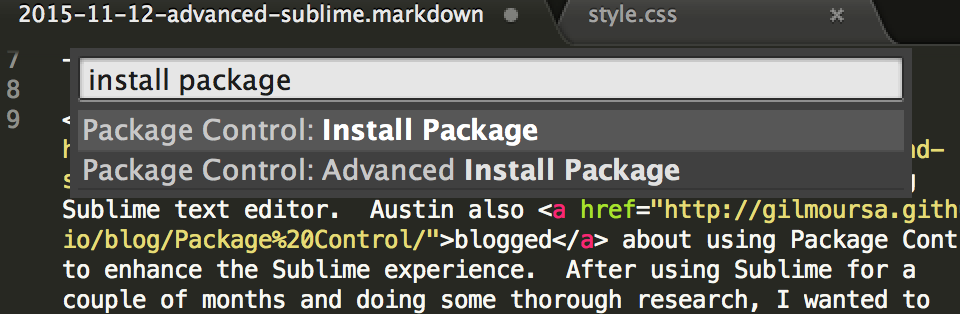 2015-11-12-advanced-sublime.markdown style.css
7
install package
8
9
Package Control: Install Package
Package Control: Advanced Install Package
Sublime text editor. Austin also <a href="http://gilmoursa.gith
io/blog/Package%20Control/">blogged</a> about using Package Cont
to enhance the Sublime experience. After using Sublime for a
couple of months and doing some thorough research, I wanted to